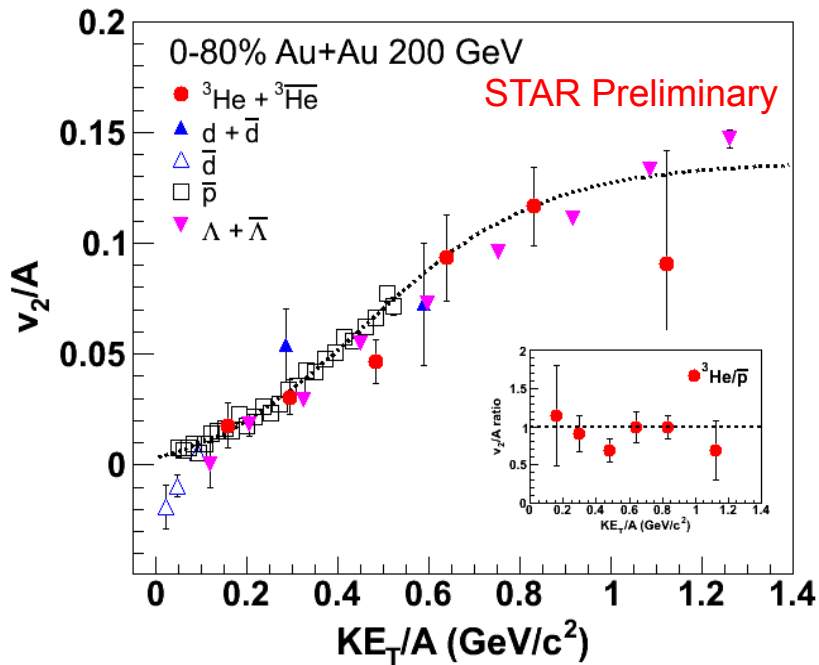 0-80% Au+Au 200 GeV
STAR Preliminary
³He + ³H̅e̅
d + d̅
d̅
p̅
Λ + Λ̅
v₂/A
0.2
0.15
0.1
0.05
0
0 0.2 0.4 0.6 0.8 1 1.2 1.4
KE_T/A (GeV/c²)
³He/p̅
v₂/A ratio
2
1.5
1
0.5
0
0 0.2 0.4 0.6 0.8 1 1.2 1.4
KE_T/A (GeV/c²)